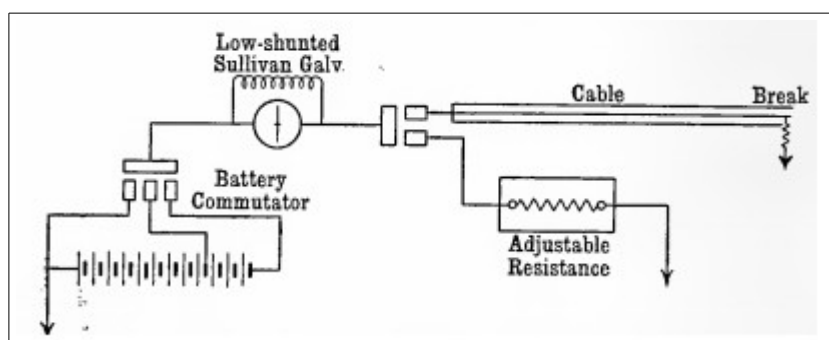 Low-shunted
Sullivan Galv.
Cable
Break
Battery
Commutator
Adjustable
Resistance